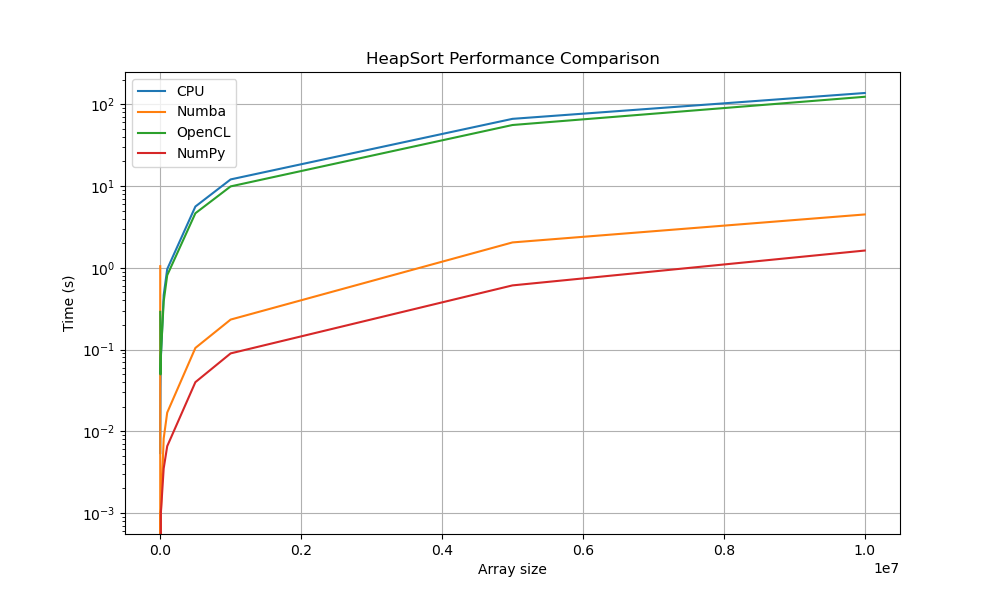 HeapSort Performance Comparison
CPU
Numba
OpenCL
NumPy
Time (s)
10²
10¹
10⁰
10⁻¹
10⁻²
10⁻³
0.0 0.2 0.4 0.6 0.8 1.0
1e7
Array size